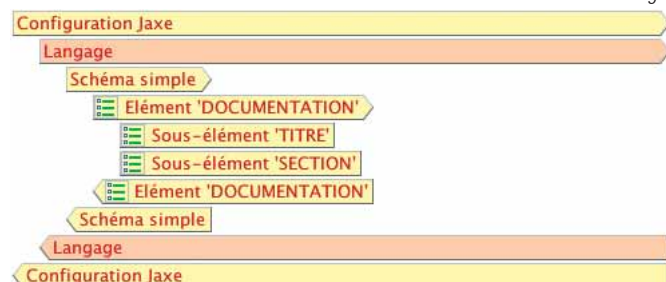 Configuration Jaxe
Langage
Schéma simple
Elément 'DOCUMENTATION'
Sous-élément 'TITRE'
Sous-élément 'SECTION'
Elément 'DOCUMENTATION'
Schéma simple
Langage
Configuration Jaxe